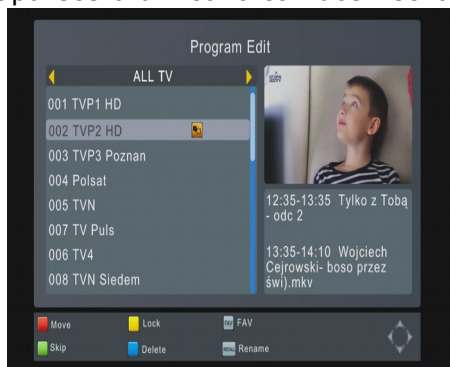 Program Edit
ALL TV
001 TVP1 HD
002 TVP2 HD
003 TVP3 Poznan
004 Polsat
005 TVN
007 TV Puls
006 TV4
008 TVN Siedem
12:35-13:35 Tylko z Tobą
- odc 2
13:35-14:10 Wojciech
Cejrowski- boso przez
świ).mkv
Move
Lock
FAV FAV
Skip
Delete
RECALL Rename